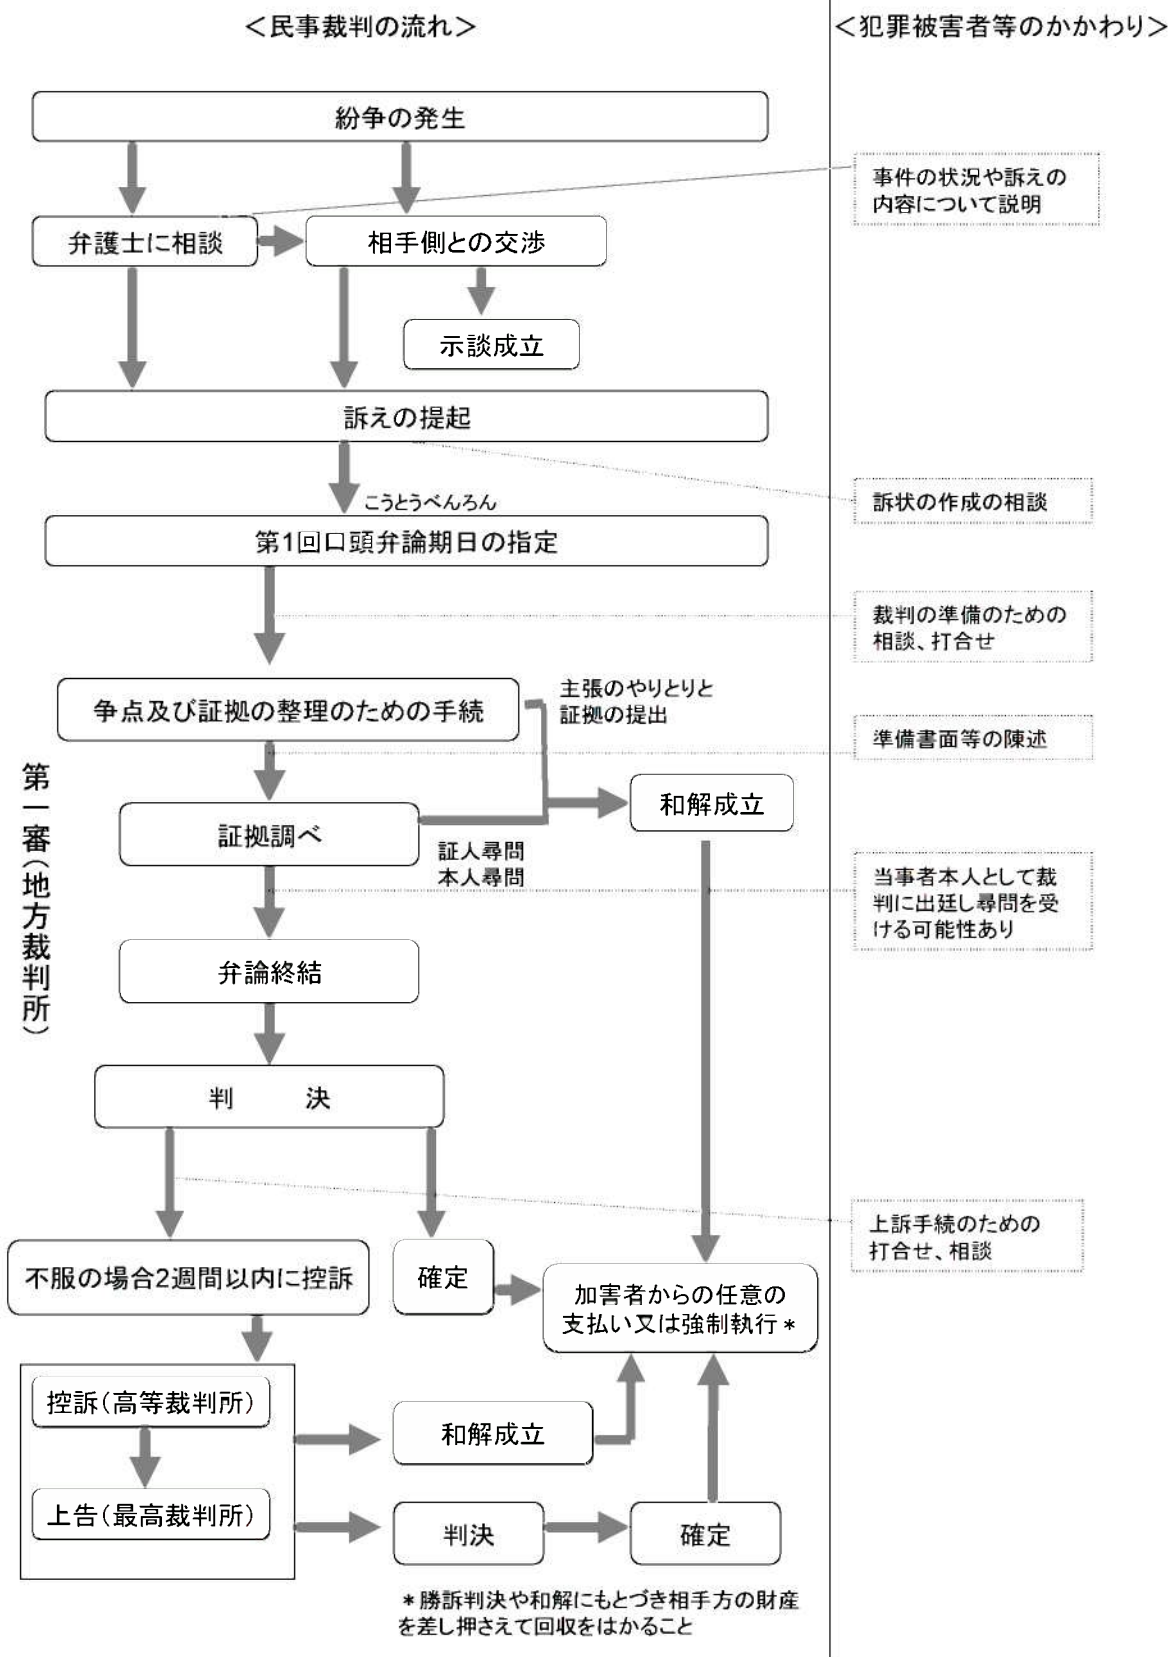 ＜民事裁判の流れ＞
＜犯罪被害者等のかかわり＞
紛争の発生
事件の状況や訴えの
内容について説明
弁護士に相談
相手側との交渉
示談成立
訴えの提起
訴状の作成の相談
こうとうべんろん
第1回口頭弁論期日の指定
裁判の準備のための
相談、打合せ
争点及び証拠の整理のための手続
主張のやりとりと
証拠の提出
準備書面等の陳述
第一審（地方裁判所）
和解成立
証拠調べ
証人尋問
本人尋問
当事者本人として裁
判に出廷し尋問を受
ける可能性あり
弁論終結
判　決
上訴手続のための
打合せ、相談
不服の場合2週間以内に控訴
確定
加害者からの任意の
支払い又は強制執行＊
控訴（高等裁判所）
和解成立
上告（最高裁判所）
判決
確定
＊勝訴判決や和解にもとづき相手方の財産
を差し押さえて回収をはかること